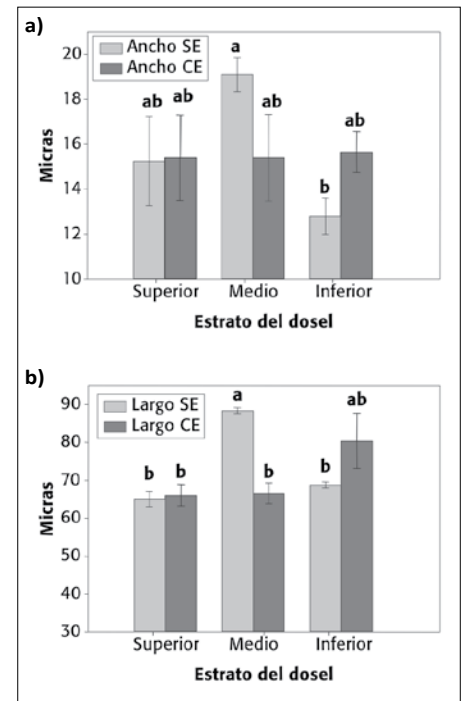 a)
Ancho SE
Ancho CE
a
ab ab ab ab
b
20
18
16
14
12
10
Micras
Superior Medio Inferior
Estrato del dosel
b)
Largo SE
Largo CE
a
ab
b b b b
90
80
70
60
50
40
30
Micras
Superior Medio Inferior
Estrato del dosel